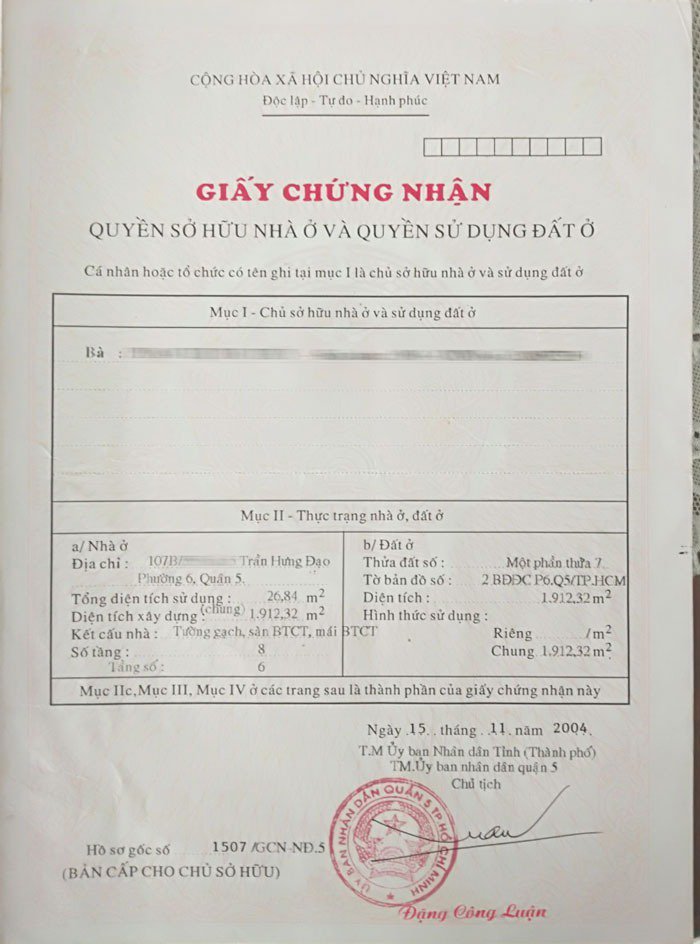 CỘNG HÒA XÃ HỘI CHỦ NGHĨA VIỆT NAM
Độc lập - Tự do - Hạnh phúc
GIẤY CHỨNG NHẬN
QUYỀN SỞ HỮU NHÀ Ở VÀ QUYỀN SỬ DỤNG ĐẤT Ở
Cá nhân hoặc tổ chức có tên ghi tại mục I là chủ sở hữu nhà ở và sử dụng đất ở
Mục I - Chủ sở hữu nhà ở và sử dụng đất ở
Bà :
Mục II - Thực trạng nhà ở, đất ở
a/ Nhà ở
Địa chỉ : 107B/ Trần Hưng Đạo
Phường 6, Quận 5.
Tổng diện tích sử dụng : 26,84 m2
Diện tích xây dựng :(chung) 1.912,32 m2
Kết cấu nhà : Tường gạch, sàn BTCT, mái BTCT
Số tầng : 8
Tầng số : 6
b/ Đất ở
Thửa đất số : Một phần thửa 7
Tờ bản đồ số : 2 BĐĐC P6.Q5/TP.HCM
Diện tích : 1.912,32 m2
Hình thức sử dụng :
Riêng /m2
Chung 1.912,32 m2
Mục IIc,Mục III, Mục IV ở các trang sau là thành phần của giấy chứng nhận này
Ngày .15.. tháng .11. năm 2004.
T.M Ủy ban Nhân dân Tỉnh (Thành phố)
TM.Ủy ban nhân dân quận 5
Chủ tịch
ỦY BAN NHÂN DÂN QUẬN 5 TP HỒ CHÍ MINH
Hồ sơ gốc số 1507 /GCN-NĐ.5
(BẢN CẤP CHO CHỦ SỞ HỮU)
Đặng Công Luận